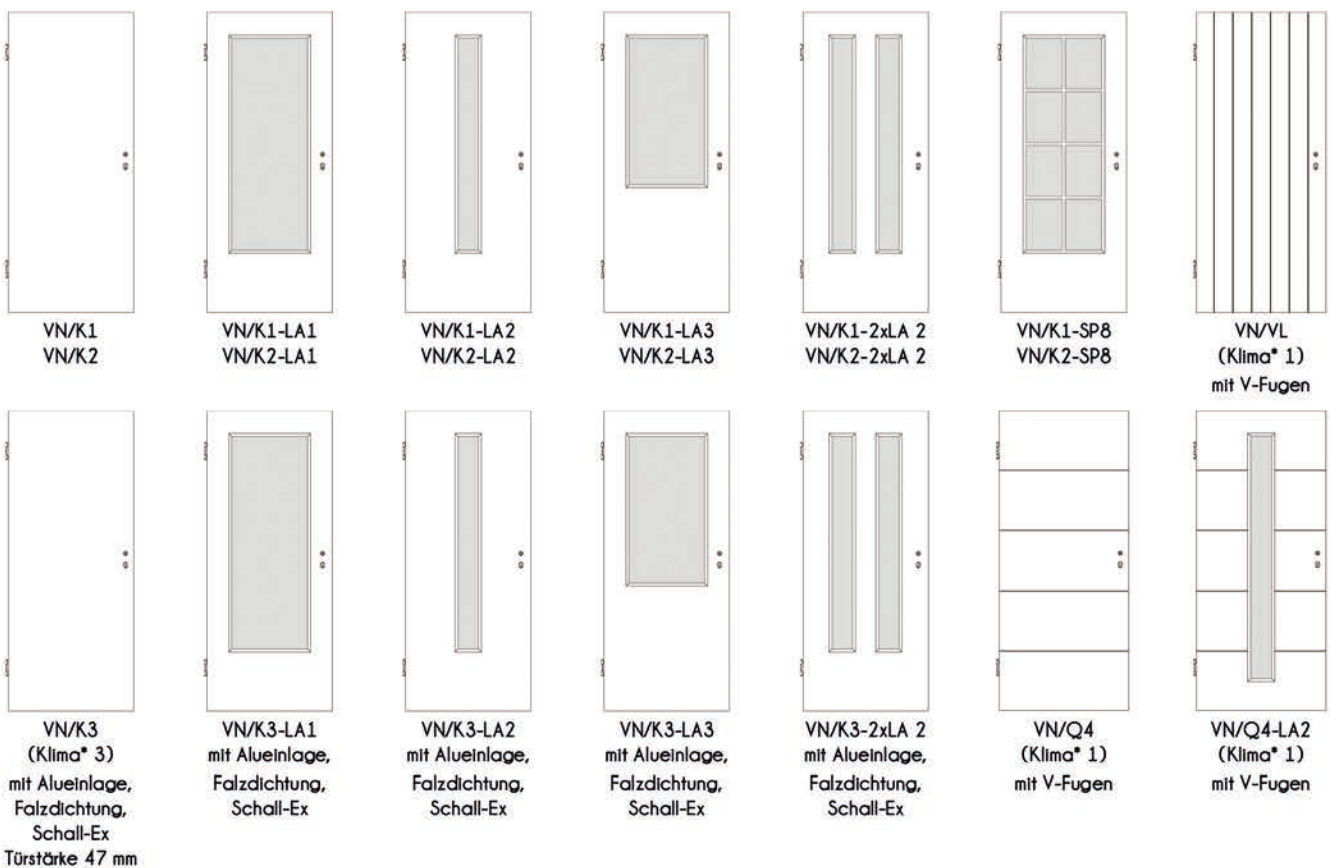 VN/K1
VN/K2
VN/K1-LA1
VN/K2-LA1
VN/K1-LA2
VN/K2-LA2
VN/K1-LA3
VN/K2-LA3
VN/K1-2xLA 2
VN/K2-2xLA 2
VN/K1-SP8
VN/K2-SP8
VN/VL
(Klima* 1)
mit V-Fugen
VN/K3
(Klima* 3)
mit Alueinlage,
Falzdichtung,
Schall-Ex
Türstärke 47 mm
VN/K3-LA1
mit Alueinlage,
Falzdichtung,
Schall-Ex
VN/K3-LA2
mit Alueinlage,
Falzdichtung,
Schall-Ex
VN/K3-LA3
mit Alueinlage,
Falzdichtung,
Schall-Ex
VN/K3-2xLA 2
mit Alueinlage,
Falzdichtung,
Schall-Ex
VN/Q4
(Klima* 1)
mit V-Fugen
VN/Q4-LA2
(Klima* 1)
mit V-Fugen